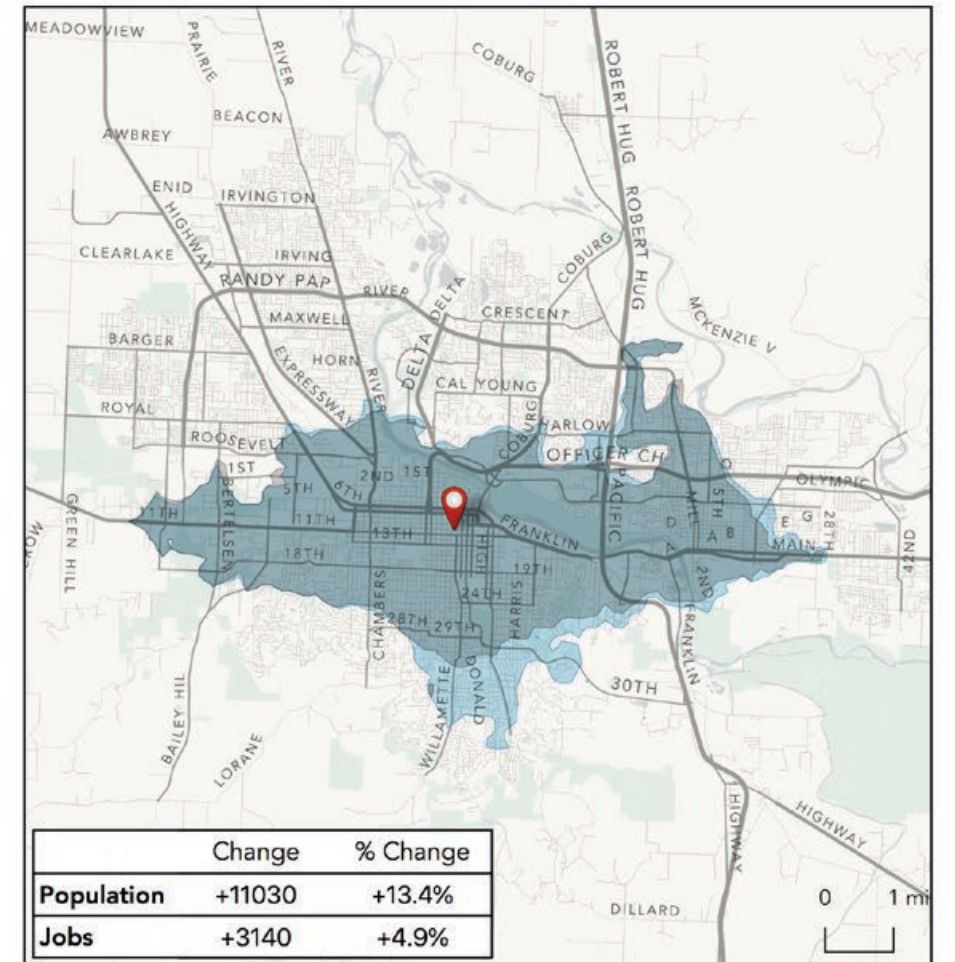 MEADOWVIEW
PRAIRIE
RIVER
COBURG
ROBERT HUG
BEACON
AWBREY
ENID
IRVINGTON
ROBERT HUG
HIGHWAY
CLEARLAKE
IRVING
COBURG
RANDY PAP
RIVER
DELTA
MAXWELL
CRESCENT
MCKENZIE V
BARGER
EXPRESSWAY
HORN
RIVER
DELTA
CAL YOUNG
ROYAL
COBURG
HARLOW
ROOSEVELT
OFFICER CH
1ST
2ND
1ST
PACIFIC
Q
OLYMPIC
GREEN HILL
BERTELSEN
5TH
6TH
MILL
5TH
11TH
11TH
13TH
FRANKLIN
D
A
B
E
G
28TH
MAIN
42ND
18TH
HIGH
19TH
A
2ND
24TH
HARRIS
CHAMBERS
28TH
29TH
FRANKLIN
WILLAMETTE
DONALD
30TH
BAILEY HIL
LORANE
HIGHWAY
HIGHWAY
DILLARD
0 1 mi
Change % Change
Population +11030 +13.4%
Jobs +3140 +4.9%